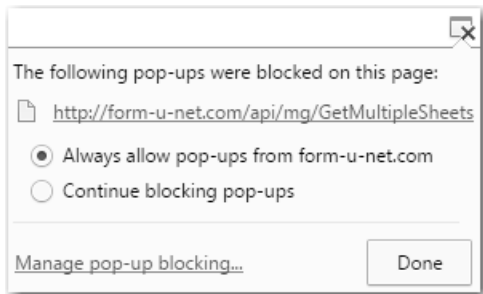 The following pop-ups were blocked on this page:
http://form-u-net.com/api/mg/GetMultipleSheets
Always allow pop-ups from form-u-net.com
Continue blocking pop-ups
Manage pop-up blocking...
Done